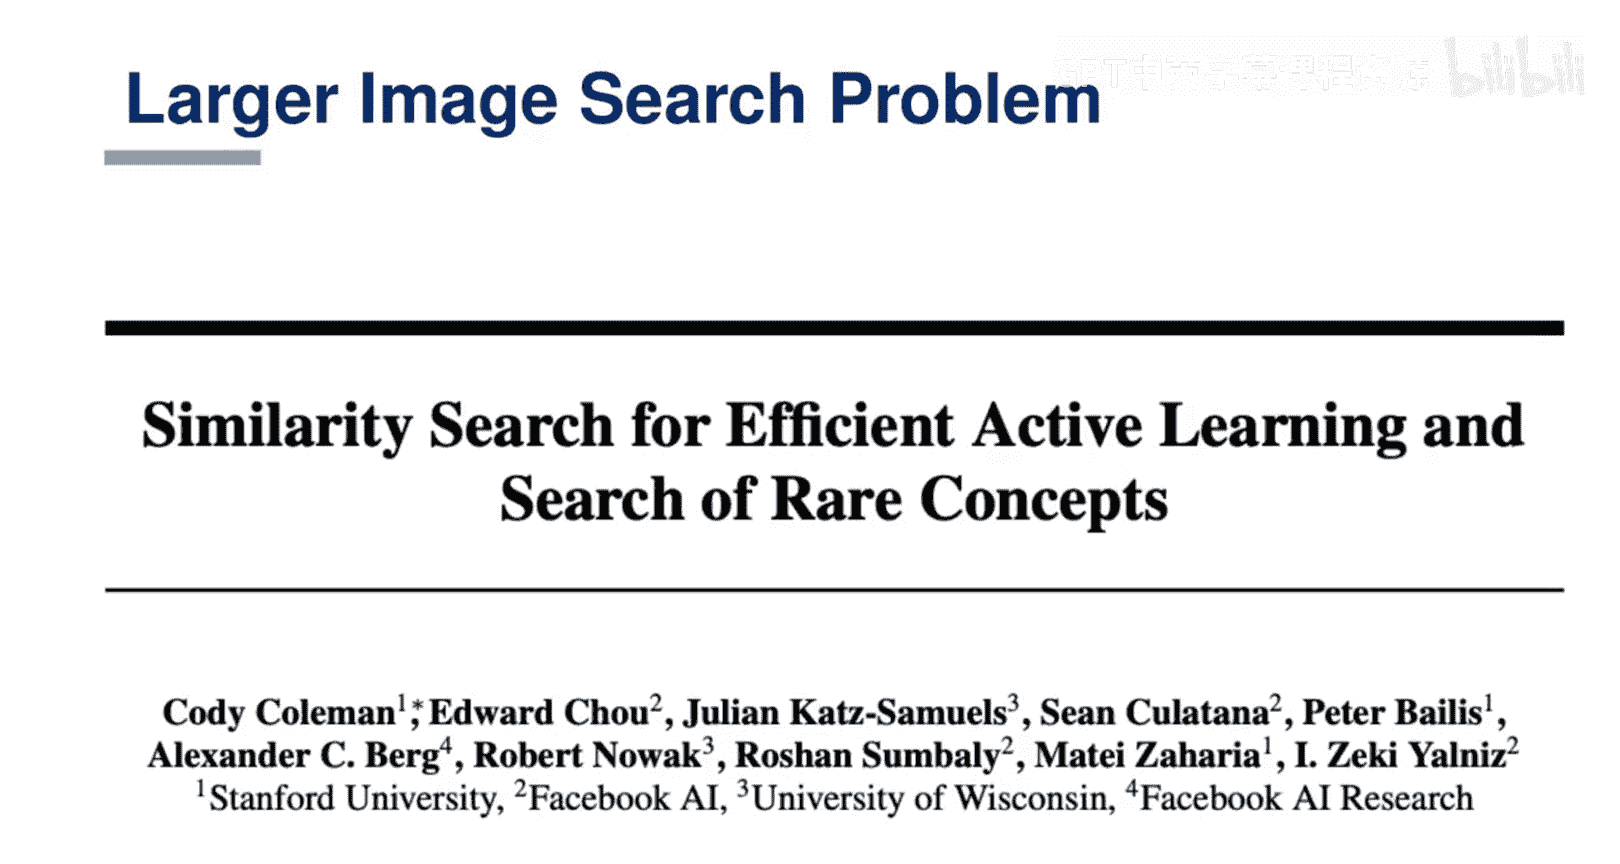 Larger Image Search Problem
bilibili
Similarity Search for Efficient Active Learning and
Search of Rare Concepts
Cody Coleman¹,* Edward Chou², Julian Katz-Samuels³, Sean Culatana², Peter Bailis¹,
Alexander C. Berg⁴, Robert Nowak³, Roshan Sumbaly², Matei Zaharia¹, I. Zeki Yalniz²
¹Stanford University, ²Facebook AI, ³University of Wisconsin, ⁴Facebook AI Research